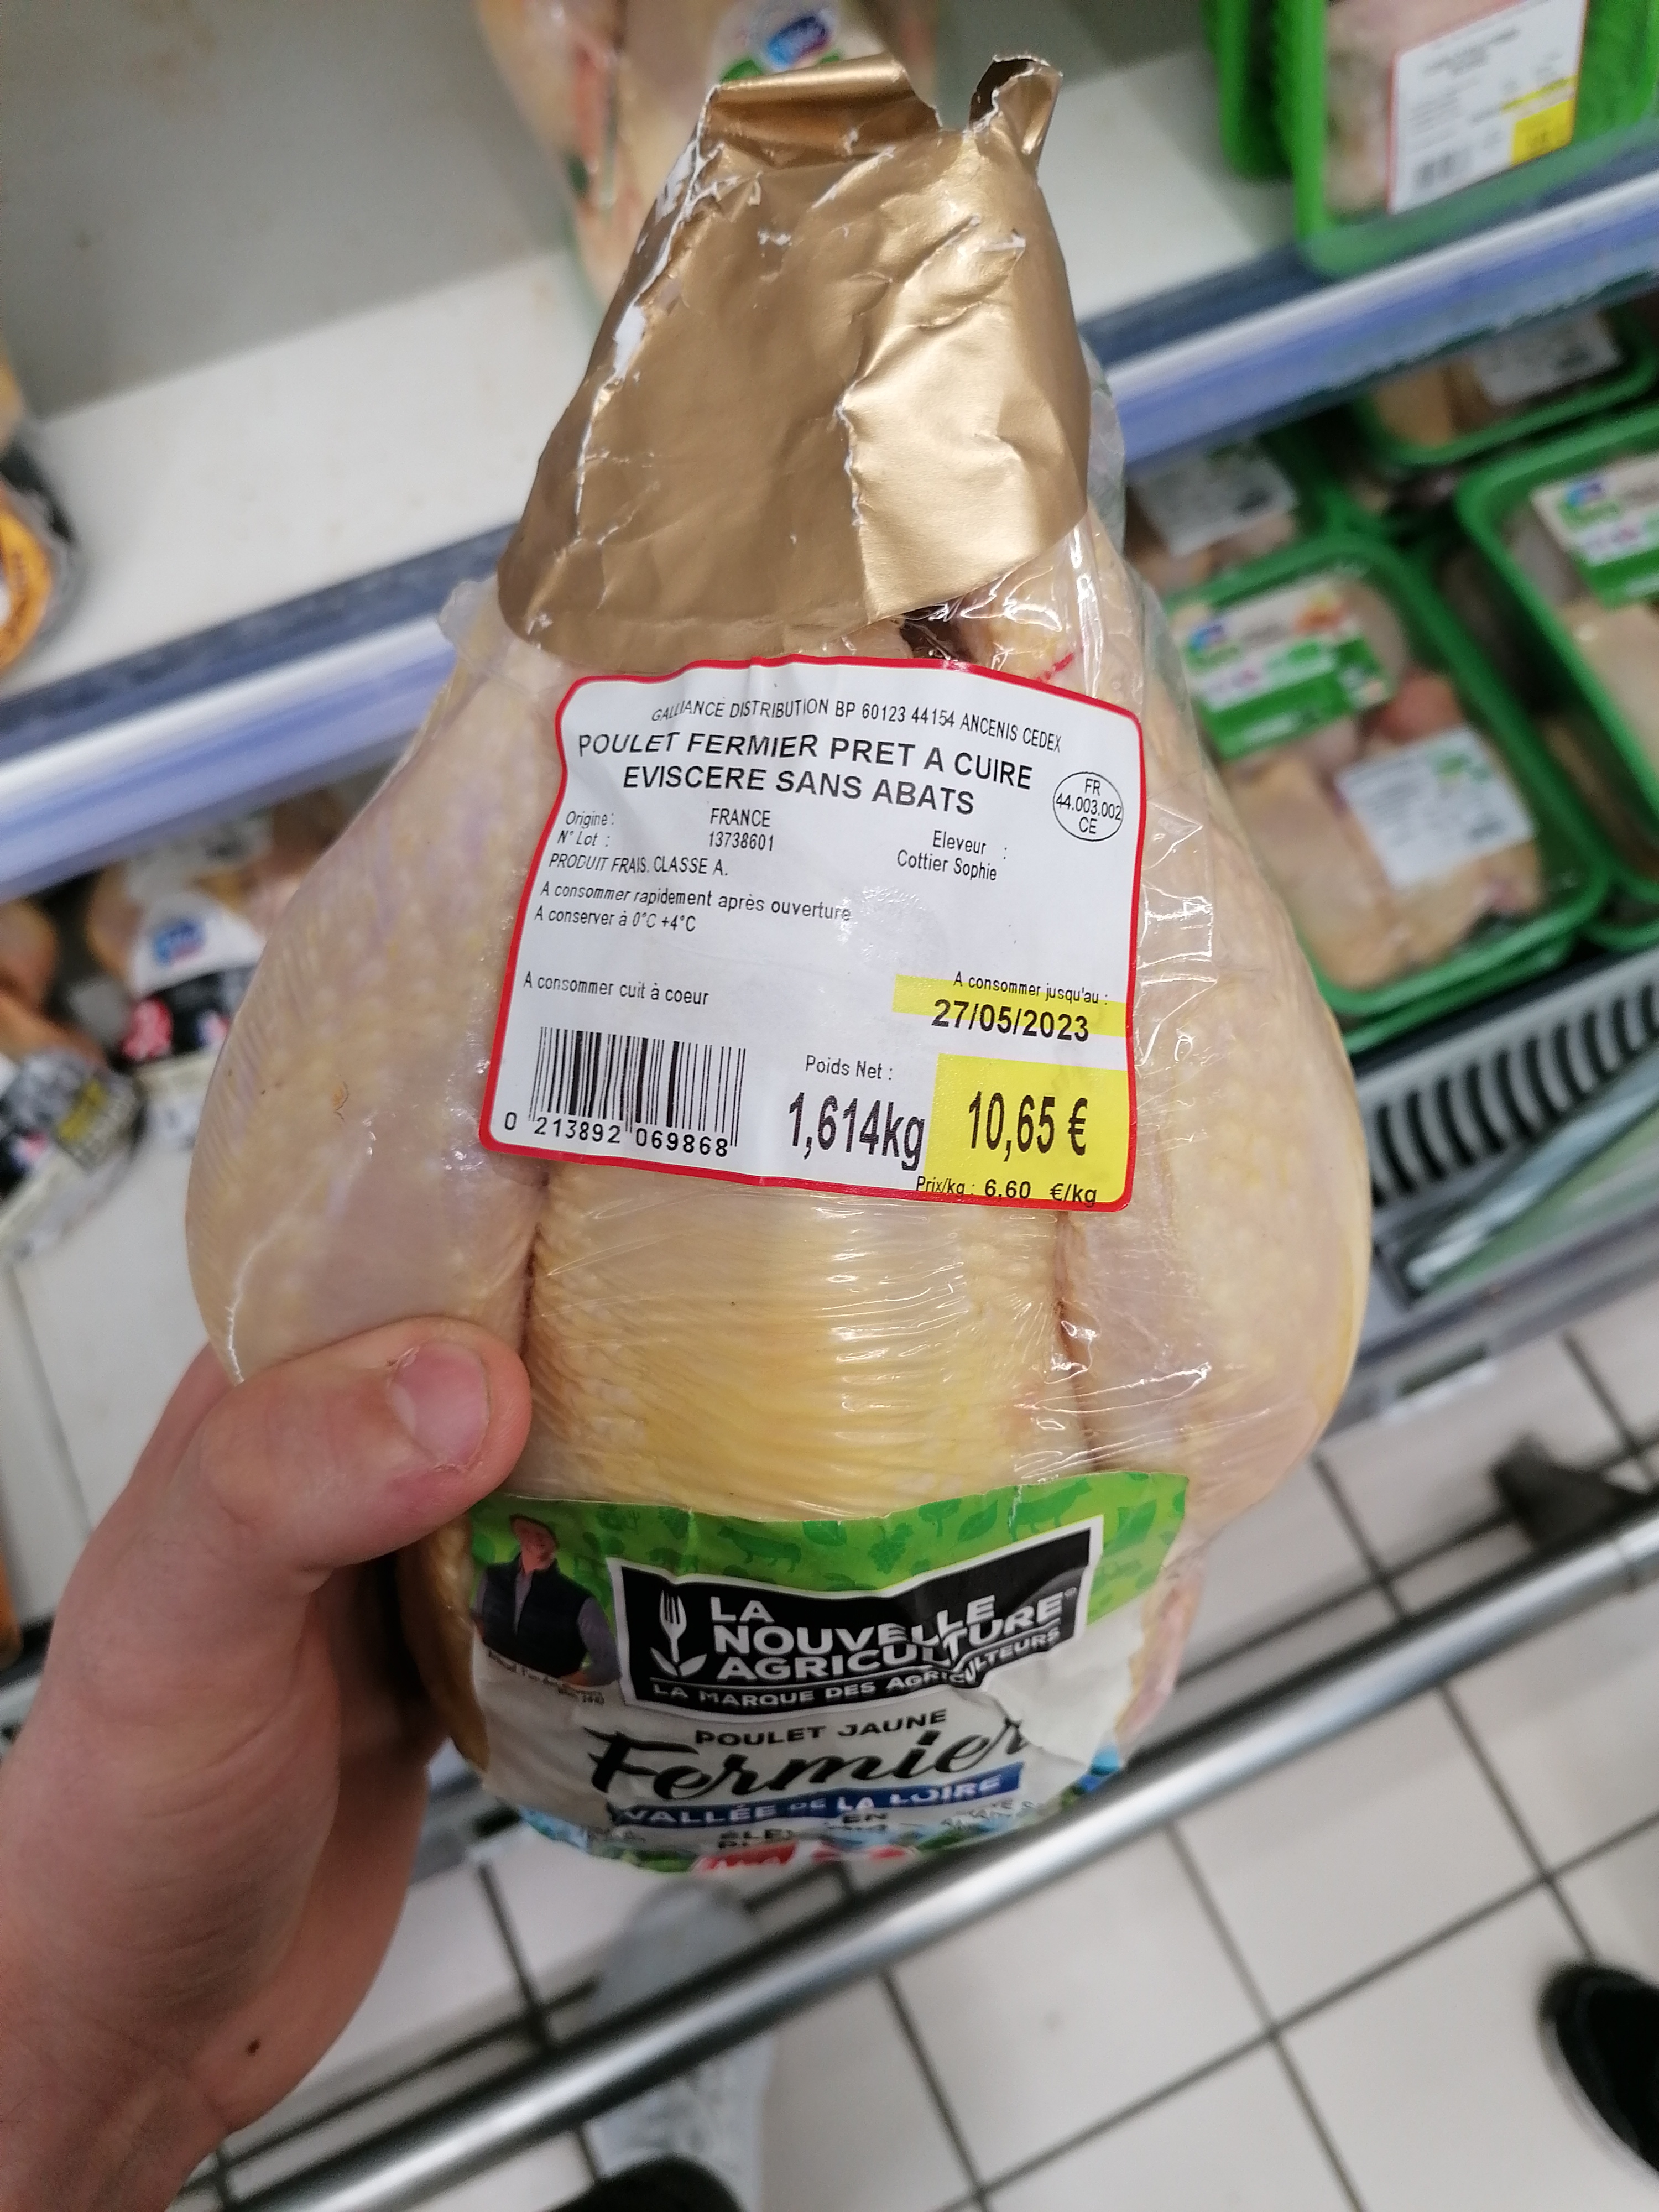 GALLIANCE DISTRIBUTION BP 60123 44154 ANCENIS CEDEX
POULET FERMIER PRET A CUIRE
EVISCERE SANS ABATS
FR
44.003.002
CE
Origine : FRANCE
N° Lot : 13738601
Eleveur :
Cottier Sophie
PRODUIT FRAIS. CLASSE A.
A consommer rapidement après ouverture
A conserver à 0°C +4°C
A consommer cuit à coeur
A consommer jusqu'au :
27/05/2023
Poids Net :
1,614kg
10,65 €
Prix/kg : 6,60 €/kg
0 213892 069868
LA
NOUVELLE
AGRICULTURE®
LA MARQUE DES AGRICULTEURS
POULET JAUNE
Fermier
VALLÉE DE LA LOIRE
EN